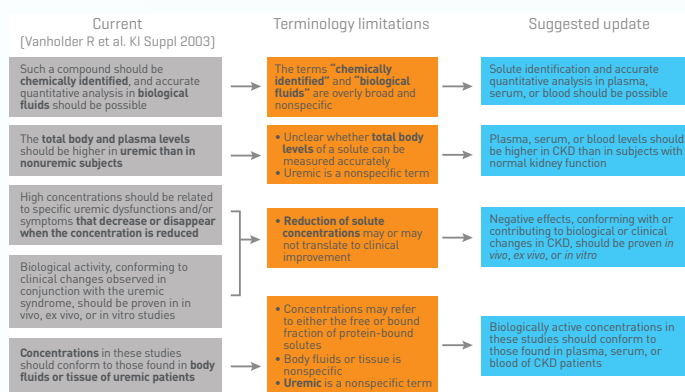 Current
[Vanholder R et al. KI Suppl 2003]
Terminology limitations
Suggested update
Such a compound should be
chemically identified, and accurate
quantitative analysis in biological
fluids should be possible
The terms “chemically
identified” and “biological
fluids” are overly broad and
nonspecific
Solute identification and accurate
quantitative analysis in plasma,
serum, or blood should be possible
The total body and plasma levels
should be higher in uremic than in
nonuremic subjects
• Unclear whether total body
levels of a solute can be
measured accurately
• Uremic is a nonspecific term
Plasma, serum, or blood levels should
be higher in CKD than in subjects with
normal kidney function
High concentrations should be related
to specific uremic dysfunctions and/or
symptoms that decrease or disappear
when the concentration is reduced
• Reduction of solute
concentrations may or may
not translate to clinical
improvement
Negative effects, conforming with or
contributing to biological or clinical
changes in CKD, should be proven in
vivo, ex vivo, or in vitro
Biological activity, conforming to
clinical changes observed in
conjunction with the uremic
syndrome, should be proven in in
vivo, ex vivo, or in vitro studies
Concentrations in these studies
should conform to those found in body
fluids or tissue of uremic patients
• Concentrations may refer
to either the free or bound
fraction of protein-bound
solutes
• Body fluids or tissue is
nonspecific
• Uremic is a nonspecific term
Biologically active concentrations in
these studies should conform to
those found in plasma, serum, or
blood of CKD patients